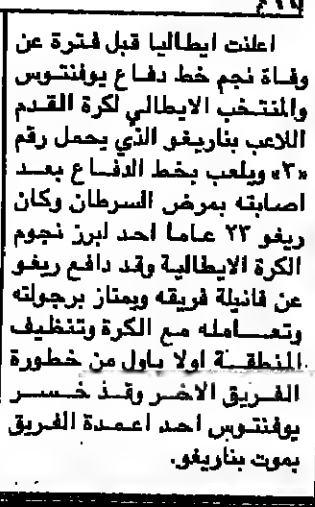 اعلنت ايطاليا قبل فترة عن
وفاة نجم خط دفاع يوفنتوس
والمنتخب الايطالي لكرة القدم
اللاعب بناريغو الذي يحمل رقم
«٣» ويلعب بخط الدفاع بعد
اصابته بمرض السرطان وكان
ريغو ٢٣ عاما احد ابرز نجوم
الكرة الايطالية وقد دافع ريغو
عن فانيلة فريقه ويمتاز برجولته
وتعامله مع الكرة وتنظيف
المنطقة اولا باول من خطورة
الفريق الاخر وقد خسر
يوفنتوس احد اعمدة الفريق
بموت بناريغو.